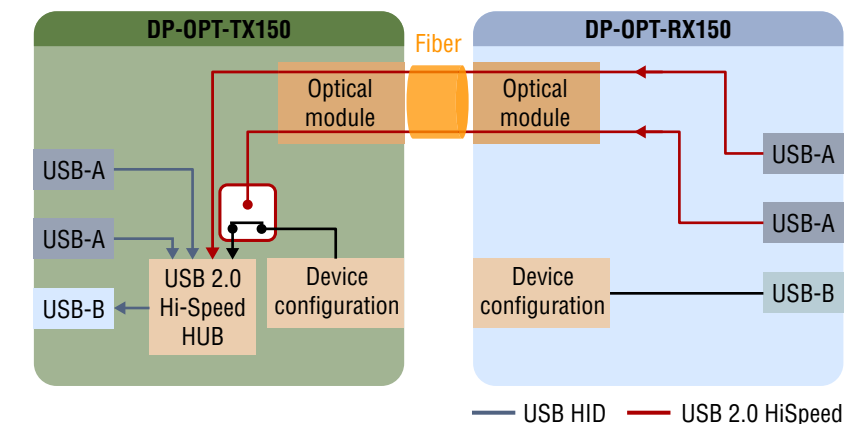 DP-OPT-TX150
DP-OPT-RX150
Fiber
Optical
module
Optical
module
USB-A
USB-A
USB-A
USB-A
USB-B
USB 2.0
Hi-Speed
HUB
Device
configuration
Device
configuration
USB-B
USB HID
USB 2.0 HiSpeed